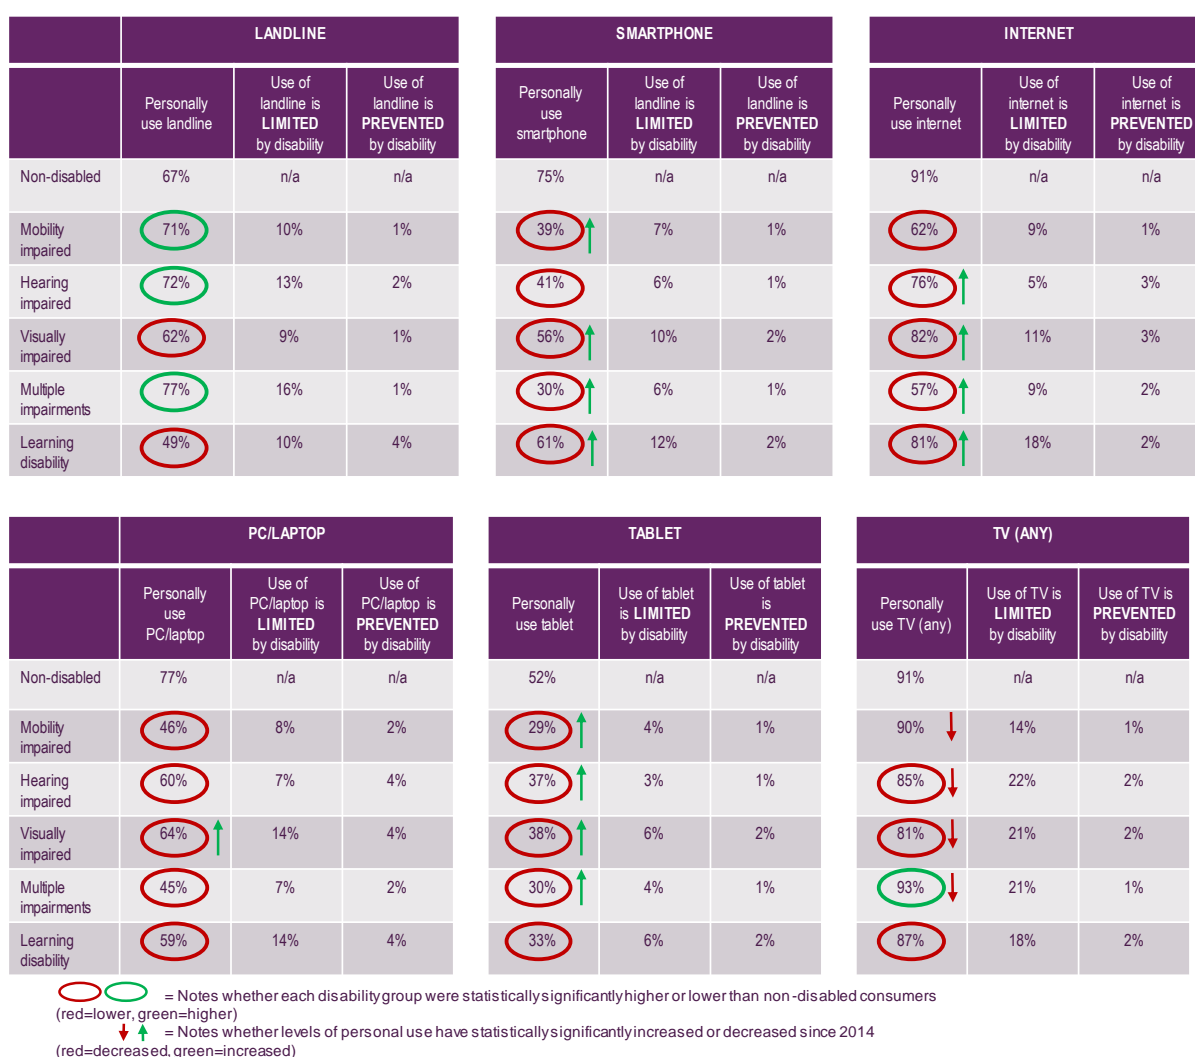 LANDLINE SMARTPHONE INTERNET
Personally use landline
Use of landline is LIMITED by disability
Use of landline is PREVENTED by disability
Personally use smartphone
Use of landline is LIMITED by disability
Use of landline is PREVENTED by disability
Personally use internet
Use of internet is LIMITED by disability
Use of internet is PREVENTED by disability
Non-disabled 67% n/a n/a 75% n/a n/a 91% n/a n/a
Mobility impaired 71% 10% 1% 39% 7% 1% 62% 9% 1%
Hearing impaired 72% 13% 2% 41% 6% 1% 76% 5% 3%
Visually impaired 62% 9% 1% 56% 10% 2% 82% 11% 3%
Multiple impairments 77% 16% 1% 30% 6% 1% 57% 9% 2%
Learning disability 49% 10% 4% 61% 12% 2% 81% 18% 2%
PC/LAPTOP TABLET TV (ANY)
Personally use PC/laptop
Use of PC/laptop is LIMITED by disability
Use of PC/laptop is PREVENTED by disability
Personally use tablet
Use of tablet is LIMITED by disability
Use of tablet is PREVENTED by disability
Personally use TV (any)
Use of TV is LIMITED by disability
Use of TV is PREVENTED by disability
Non-disabled 77% n/a n/a 52% n/a n/a 91% n/a n/a
Mobility impaired 46% 8% 2% 29% 4% 1% 90% 14% 1%
Hearing impaired 60% 7% 4% 37% 3% 1% 85% 22% 2%
Visually impaired 64% 14% 4% 38% 6% 2% 81% 21% 2%
Multiple impairments 45% 7% 2% 30% 4% 1% 93% 21% 1%
Learning disability 59% 14% 4% 33% 6% 2% 87% 18% 2%
= Notes whether each disability group were statistically significantly higher or lower than non-disabled consumers
(red=lower, green=higher)
= Notes whether levels of personal use have statistically significantly increased or decreased since 2014
(red=decreased, green=increased)